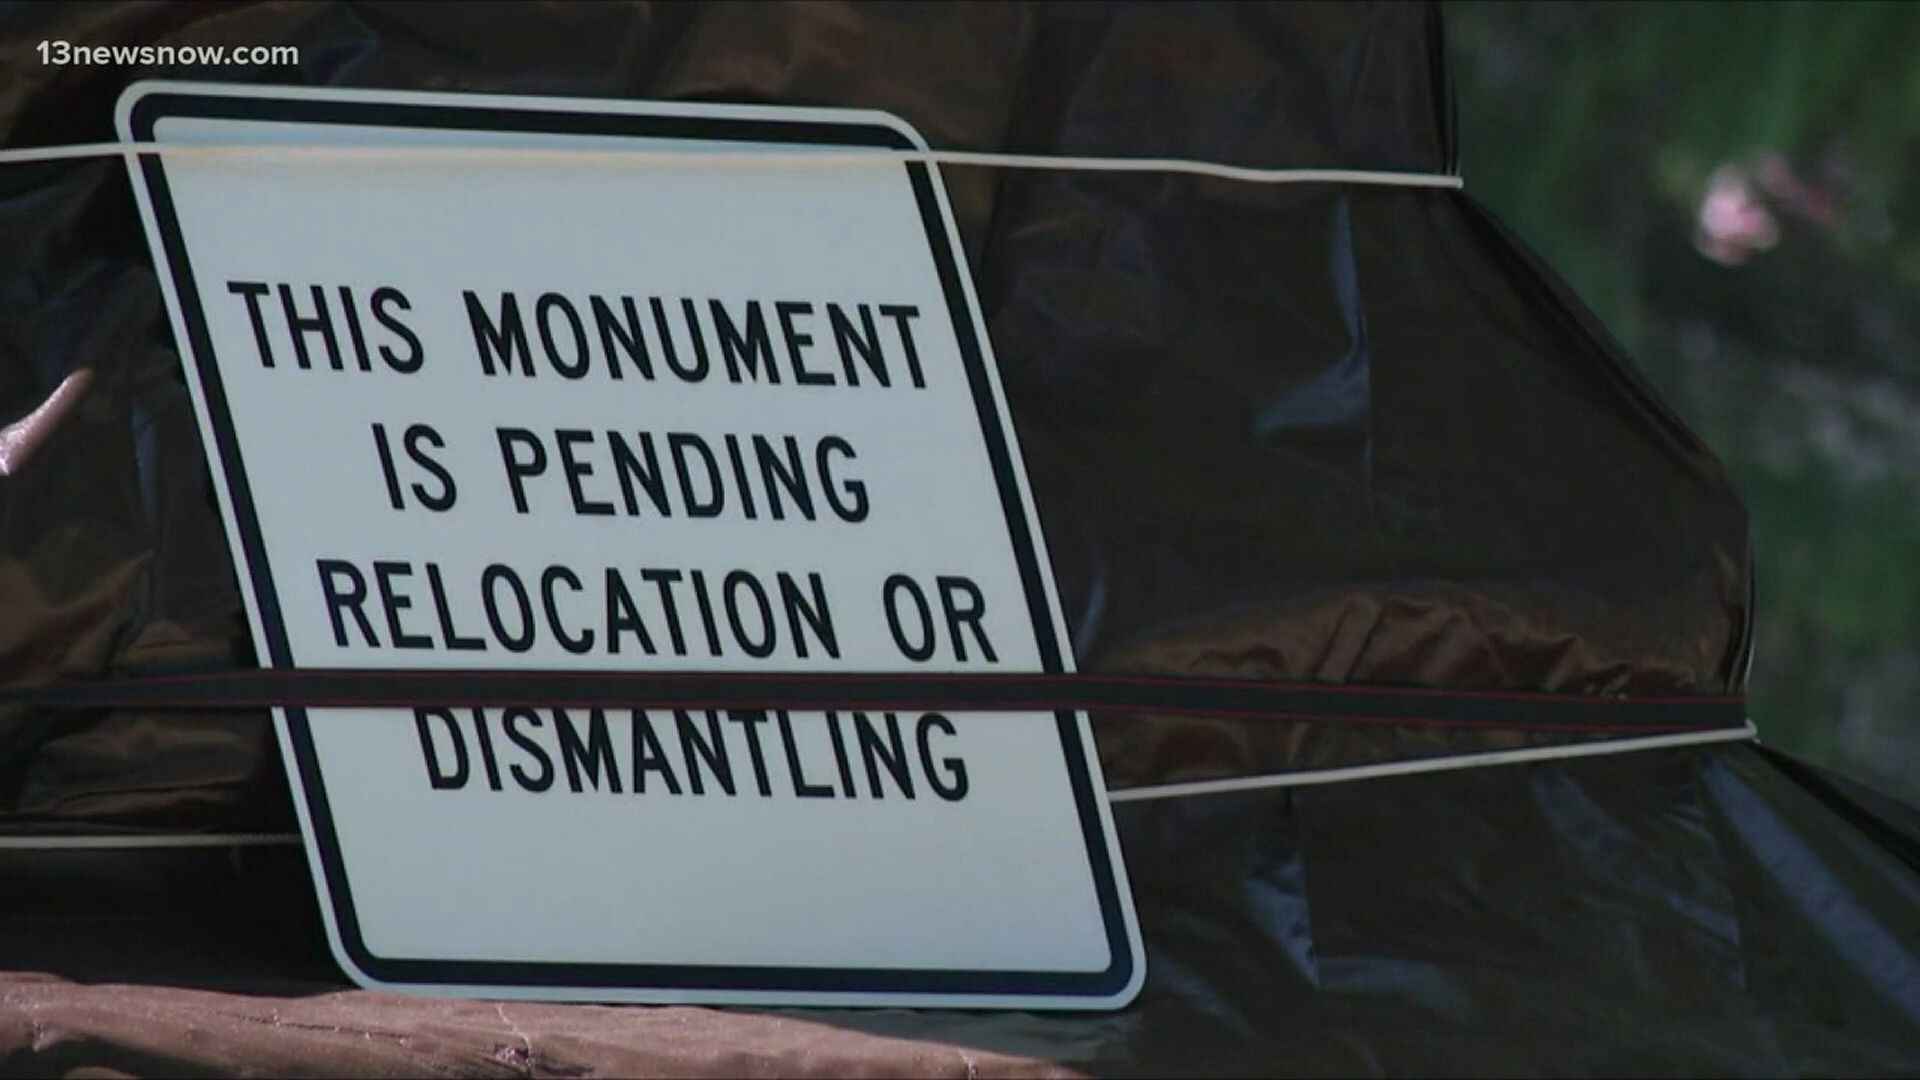 13newsnow.com
THIS MONUMENT
IS PENDING
RELOCATION OR
DISMANTLING